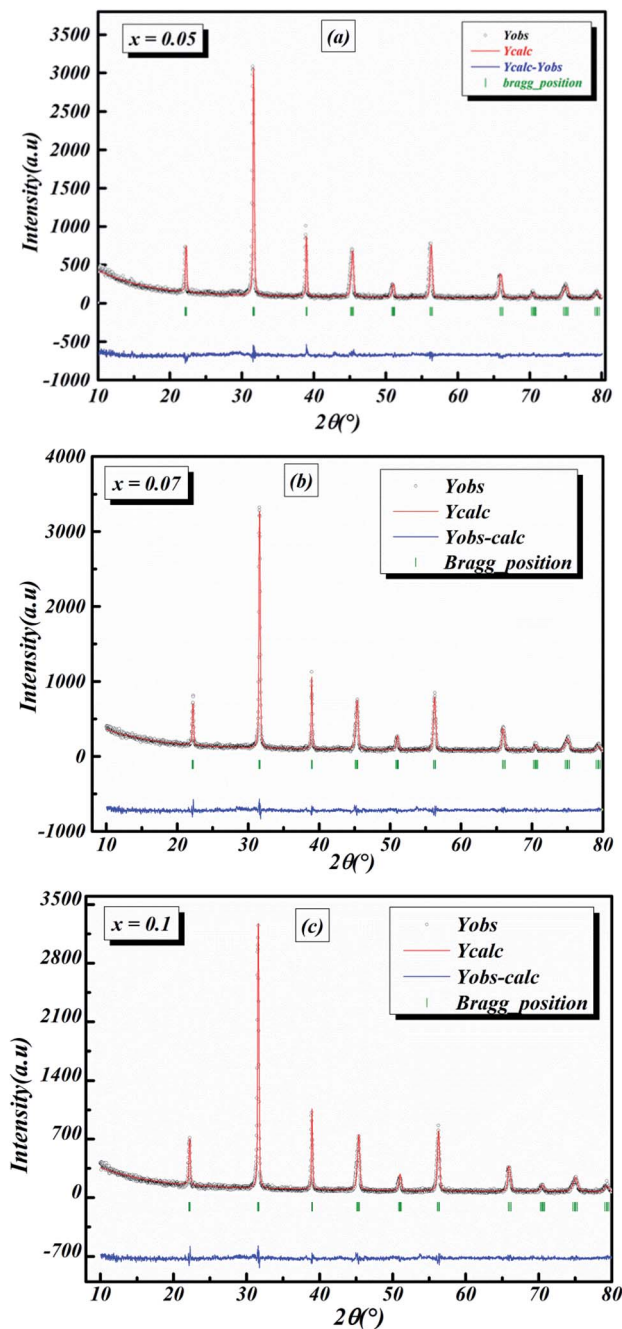 x = 0.05
(a)
Yobs
Ycalc
Ycalc-Yobs
bragg_position
3500
3000
2500
2000
1500
1000
500
0
-500
-1000
Intensity(a.u)
10 20 30 40 50 60 70 80
2θ(°)
x = 0.07
(b)
Yobs
Ycalc
Yobs-calc
Bragg_position
4000
3000
2000
1000
0
-1000
Intensity(a.u)
10 20 30 40 50 60 70 80
2θ(°)
x = 0.1
(c)
Yobs
Ycalc
Yobs-calc
Bragg_position
3500
2800
2100
1400
700
0
-700
Intensity(a.u)
10 20 30 40 50 60 70 80
2θ(°)